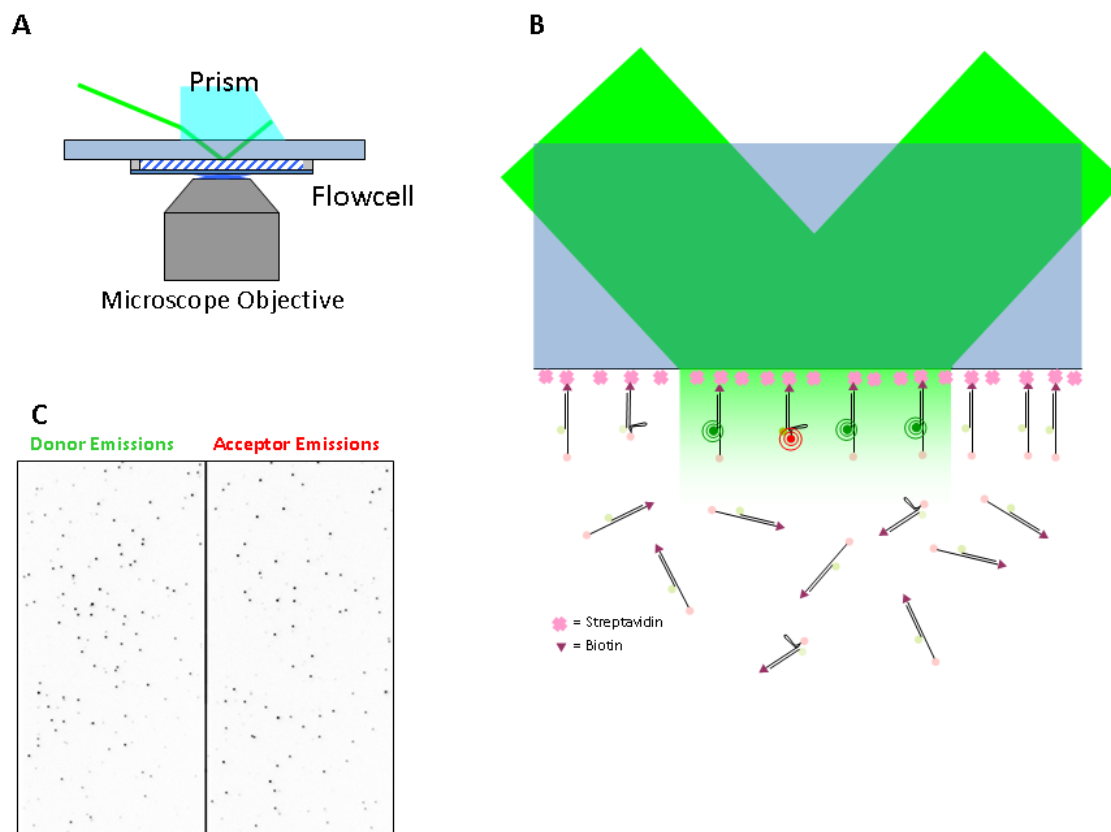 A
Prism
Flowcell
Microscope Objective
B
= Streptavidin
= Biotin
C
Donor Emissions
Acceptor Emissions